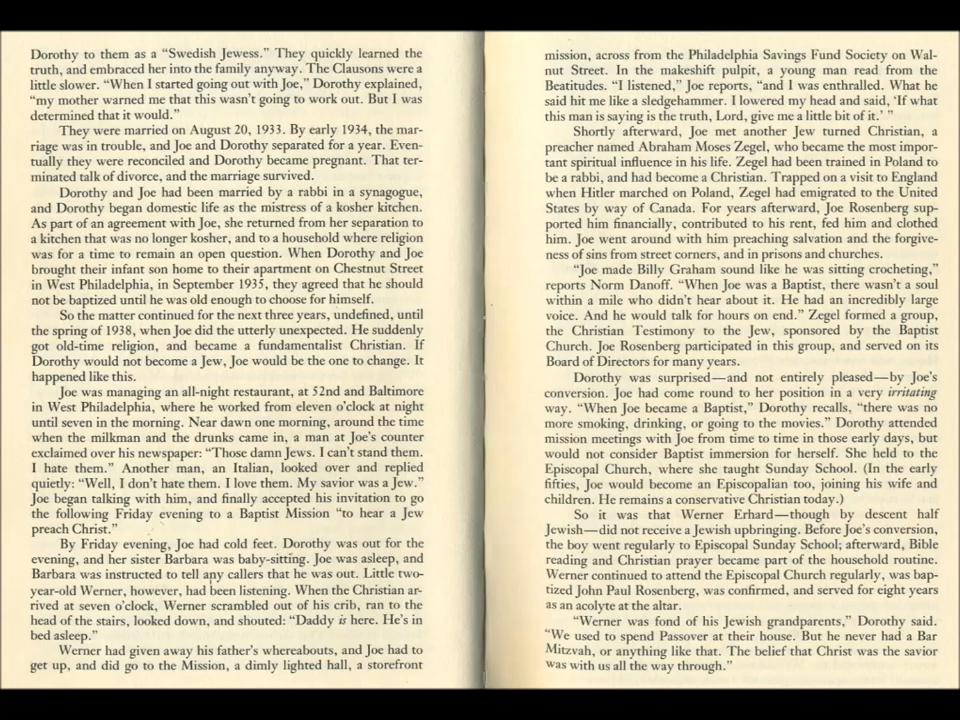 Dorothy to them as a “Swedish Jewess.” They quickly learned the
truth, and embraced her into the family anyway. The Clausons were a
little slower. “When I started going out with Joe,” Dorothy explained,
“my mother warned me that this wasn’t going to work out. But I was
determined that it would.”
They were married on August 20, 1933. By early 1934, the mar-
riage was in trouble, and Joe and Dorothy separated for a year. Even-
tually they were reconciled and Dorothy became pregnant. That ter-
minated talk of divorce, and the marriage survived.
Dorothy and Joe had been married by a rabbi in a synagogue,
and Dorothy began domestic life as the mistress of a kosher kitchen.
As part of an agreement with Joe, she returned from her separation to
a kitchen that was no longer kosher, and to a household where religion
was for a time to remain an open question. When Dorothy and Joe
brought their infant son home to their apartment on Chestnut Street
in West Philadelphia, in September 1935, they agreed that he should
not be baptized until he was old enough to choose for himself.
So the matter continued for the next three years, undefined, until
the spring of 1938, when Joe did the utterly unexpected. He suddenly
got old-time religion, and became a fundamentalist Christian. If
Dorothy would not become a Jew, Joe would be the one to change. It
happened like this.
Joe was managing an all-night restaurant, at 52nd and Baltimore
in West Philadelphia, where he worked from eleven o’clock at night
until seven in the morning. Near dawn one morning, around the time
when the milkman and the drunks came in, a man at Joe’s counter
exclaimed over his newspaper: “Those damn Jews. I can’t stand them.
I hate them.” Another man, an Italian, looked over and replied
quietly: “Well, I don’t hate them. I love them. My savior was a Jew.”
Joe began talking with him, and finally accepted his invitation to go
the following Friday evening to a Baptist Mission “to hear a Jew
preach Christ.”
By Friday evening, Joe had cold feet. Dorothy was out for the
evening, and her sister Barbara was baby-sitting. Joe was asleep, and
Barbara was instructed to tell any callers that he was out. Little two-
year-old Werner, however, had been listening. When the Christian ar-
rived at seven o’clock, Werner scrambled out of his crib, ran to the
head of the stairs, looked down, and shouted: “Daddy is here. He’s in
bed asleep.”
Werner had given away his father’s whereabouts, and Joe had to
get up, and did go to the Mission, a dimly lighted hall, a storefront
mission, across from the Philadelphia Savings Fund Society on Wal-
nut Street. In the makeshift pulpit, a young man read from the
Beatitudes. “I listened,” Joe reports, “and I was enthralled. What he
said hit me like a sledgehammer. I lowered my head and said, ‘If what
this man is saying is the truth, Lord, give me a little bit of it.’ ”
Shortly afterward, Joe met another Jew turned Christian, a
preacher named Abraham Moses Zegel, who became the most impor-
tant spiritual influence in his life. Zegel had been trained in Poland to
be a rabbi, and had become a Christian. Trapped on a visit to England
when Hitler marched on Poland, Zegel had emigrated to the United
States by way of Canada. For years afterward, Joe Rosenberg sup-
ported him financially, contributed to his rent, fed him and clothed
him. Joe went around with him preaching salvation and the forgive-
ness of sins from street corners, and in prisons and churches.
“Joe made Billy Graham sound like he was sitting crocheting,”
reports Norm Danoff. “When Joe was a Baptist, there wasn’t a soul
within a mile who didn’t hear about it. He had an incredibly large
voice. And he would talk for hours on end.” Zegel formed a group,
the Christian Testimony to the Jew, sponsored by the Baptist
Church. Joe Rosenberg participated in this group, and served on its
Board of Directors for many years.
Dorothy was surprised—and not entirely pleased—by Joe’s
conversion. Joe had come round to her position in a very irritating
way. “When Joe became a Baptist,” Dorothy recalls, “there was no
more smoking, drinking, or going to the movies.” Dorothy attended
mission meetings with Joe from time to time in those early days, but
would not consider Baptist immersion for herself. She held to the
Episcopal Church, where she taught Sunday School. (In the early
fifties, Joe would become an Episcopalian too, joining his wife and
children. He remains a conservative Christian today.)
So it was that Werner Erhard—though by descent half
Jewish—did not receive a Jewish upbringing. Before Joe’s conversion,
the boy went regularly to Episcopal Sunday School; afterward, Bible
reading and Christian prayer became part of the household routine.
Werner continued to attend the Episcopal Church regularly, was bap-
tized John Paul Rosenberg, was confirmed, and served for eight years
as an acolyte at the altar.
“Werner was fond of his Jewish grandparents,” Dorothy said.
“We used to spend Passover at their house. But he never had a Bar
Mitzvah, or anything like that. The belief that Christ was the savior
was with us all the way through.”